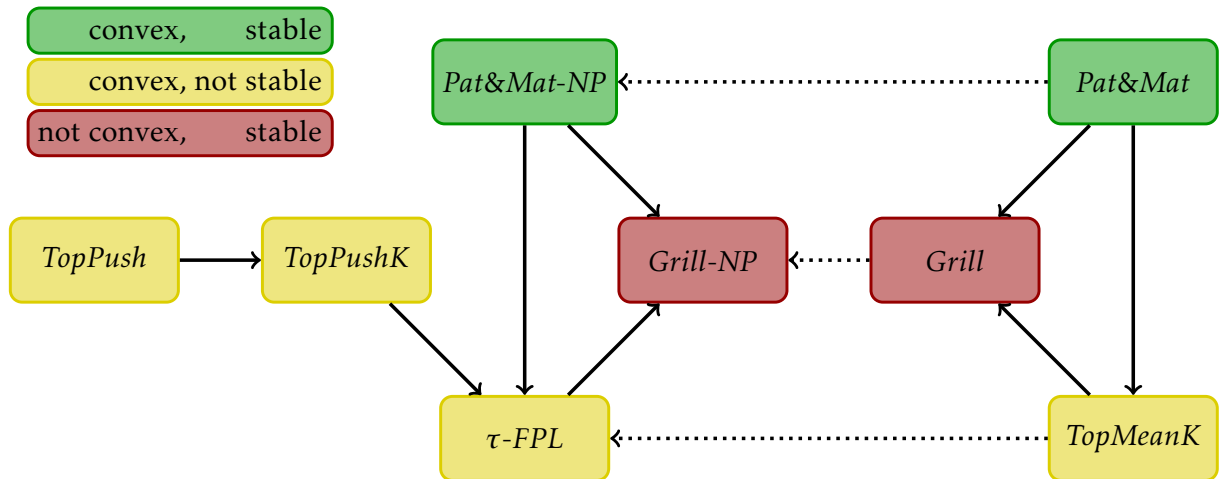 convex, stable
convex, not stable
not convex, stable
Pat&Mat-NP
Pat&Mat
TopPush
TopPushK
Grill-NP
Grill
τ-FPL
TopMeanK